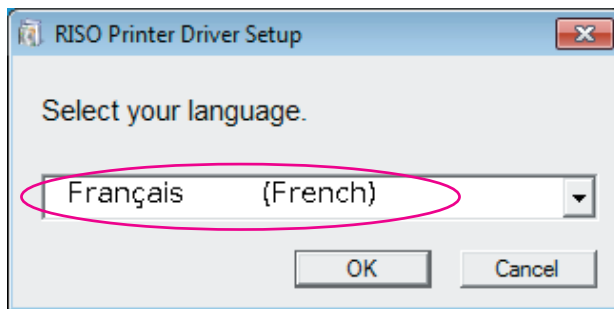 RISO Printer Driver Setup
Select your language.
Français (French)
OK Cancel